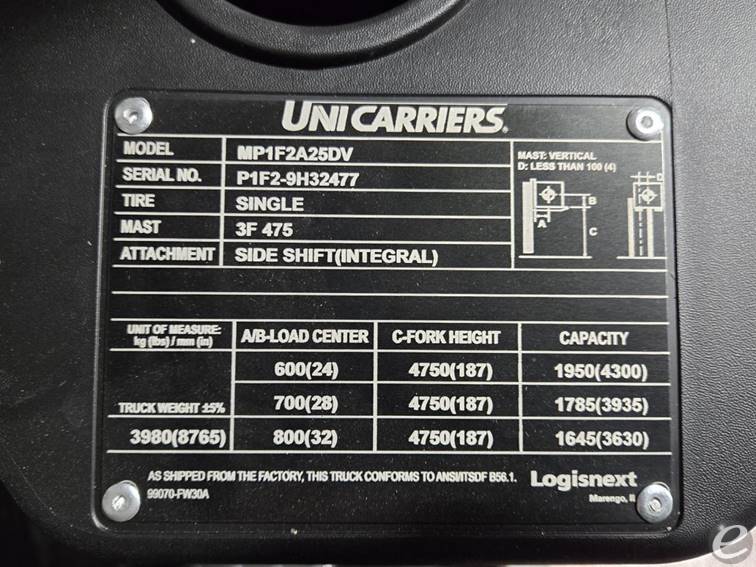 UNICARRIERS®
MODEL MP1F2A25DV
SERIAL NO. P1F2-9H32477
TIRE SINGLE
MAST 3F 475
ATTACHMENT SIDE SHIFT(INTEGRAL)
MAST: VERTICAL
D: LESS THAN 100 (4)
D
B
A
C
UNIT OF MEASURE:
kg (lbs) / mm (in)
A/B-LOAD CENTER C-FORK HEIGHT CAPACITY
600(24) 4750(187) 1950(4300)
TRUCK WEIGHT ±5% 700(28) 4750(187) 1785(3935)
3980(8765) 800(32) 4750(187) 1645(3630)
AS SHIPPED FROM THE FACTORY, THIS TRUCK CONFORMS TO ANSI/ITSDF B56.1.
99070-FW30A
Logisnext
Marengo, Il
e